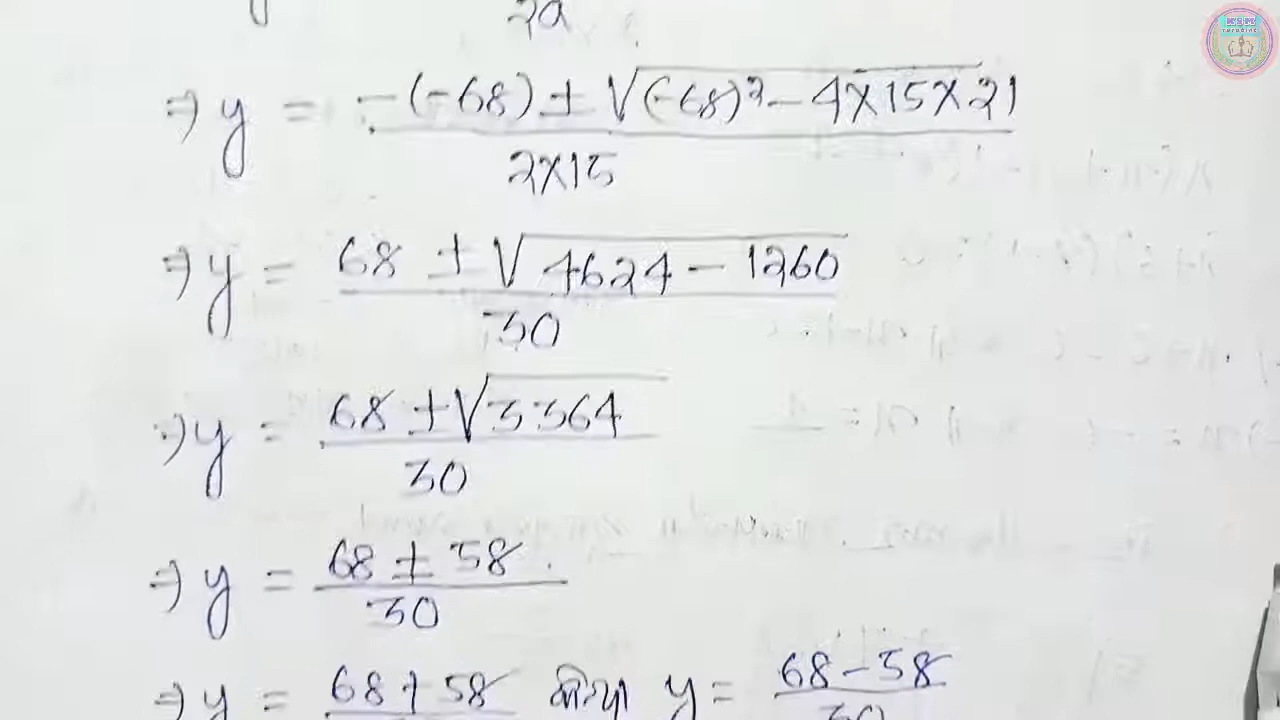 2a
⇒ y = -(-68) ± √(-68)² - 4×15×21
2×15
⇒ y = 68 ± √4624 - 1260
30
⇒ y = 68 ± √3364
30
⇒ y = 68 ± 58
30
⇒ y = 68 + 58 किंवा y = 68 - 58
30